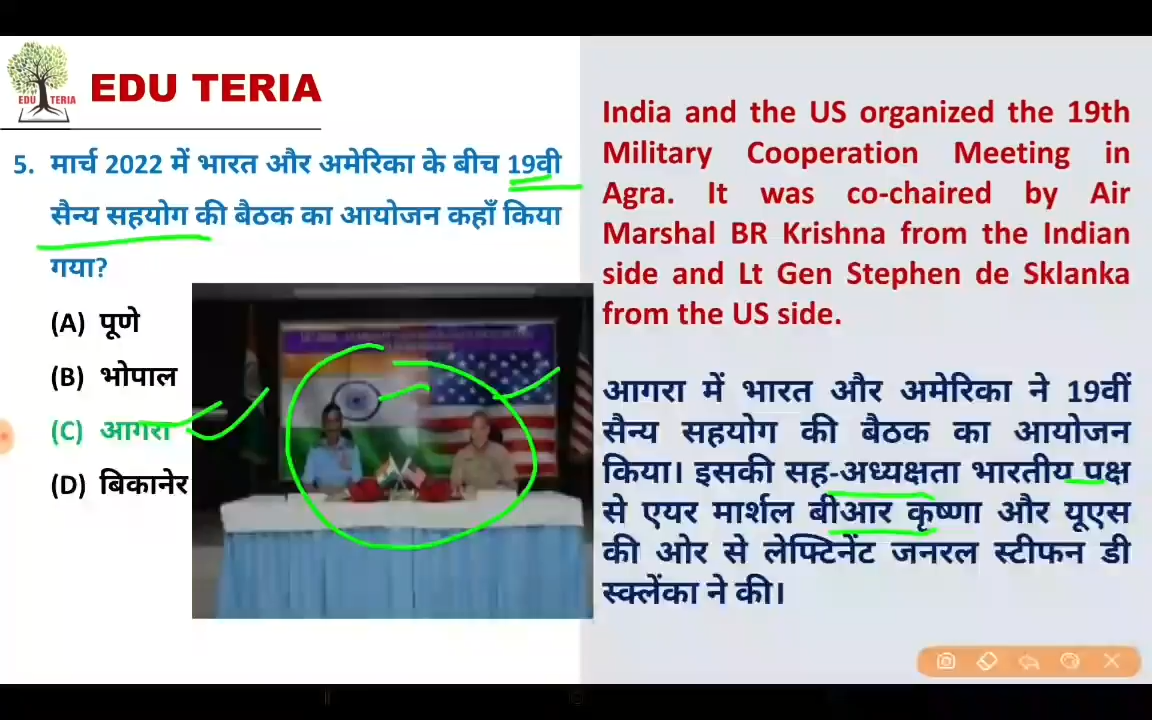 EDU TERIA
EDU TERIA
5. मार्च 2022 में भारत और अमेरिका के बीच 19वी
सैन्य सहयोग की बैठक का आयोजन कहाँ किया
गया?
(A) पूणे
(B) भोपाल
(C) आगरा
(D) बिकानेर
India and the US organized the 19th
Military Cooperation Meeting in
Agra. It was co-chaired by Air
Marshal BR Krishna from the Indian
side and Lt Gen Stephen de Sklanka
from the US side.
आगरा में भारत और अमेरिका ने 19वीं
सैन्य सहयोग की बैठक का आयोजन
किया। इसकी सह-अध्यक्षता भारतीय पक्ष
से एयर मार्शल बीआर कृष्णा और यूएस
की ओर से लेफ्टिनेंट जनरल स्टीफन डी
स्क्लेंका ने की।